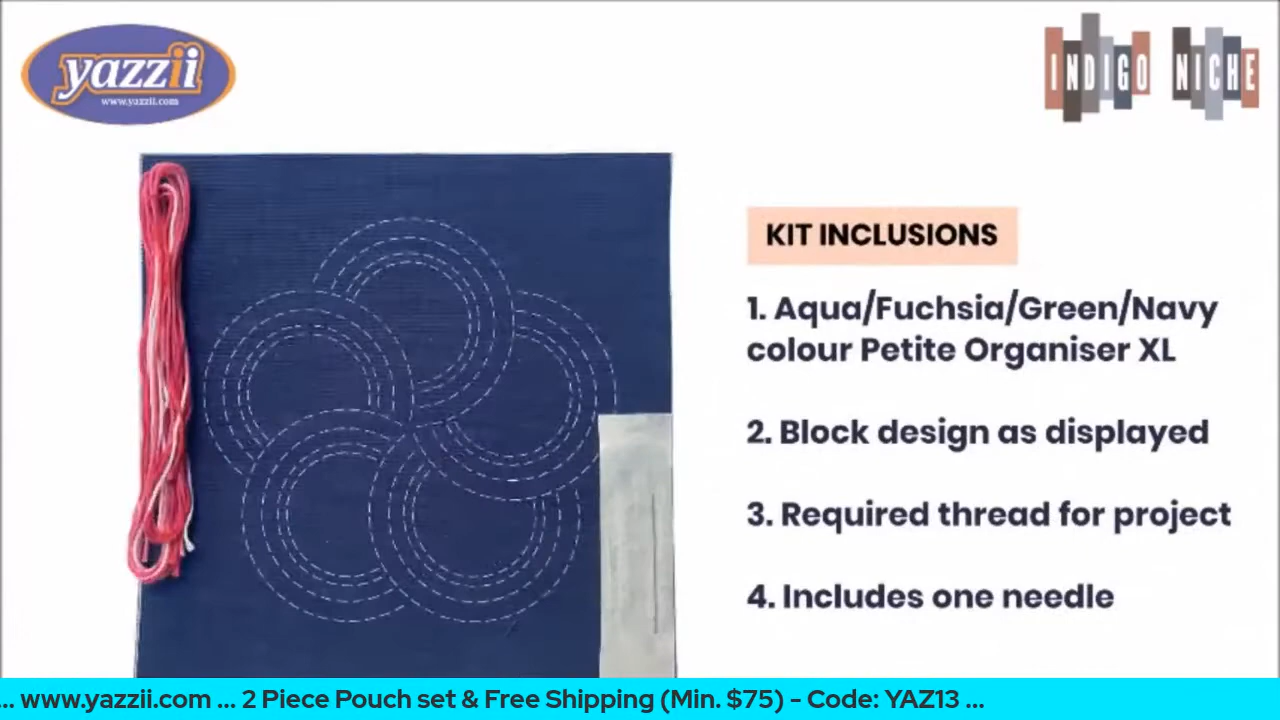 yazzii
www.yazzii.com
INDIGO NICHE
KIT INCLUSIONS
1. Aqua/Fuchsia/Green/Navy
colour Petite Organiser XL
2. Block design as displayed
3. Required thread for project
4. Includes one needle
... www.yazzii.com ... 2 Piece Pouch set & Free Shipping (Min. $75) - Code: YAZ13 ...